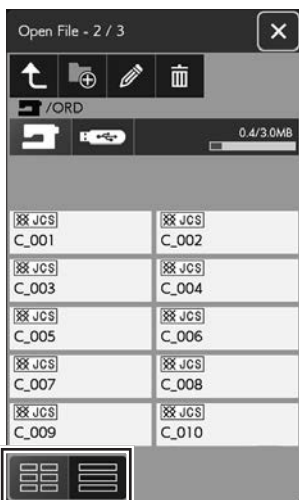 Open File - 2 / 3
/ORD
0.4/3.0MB
JCS JCS
C_001 C_002
JCS JCS
C_003 C_004
JCS JCS
C_005 C_006
JCS JCS
C_007 C_008
JCS JCS
C_009 C_010